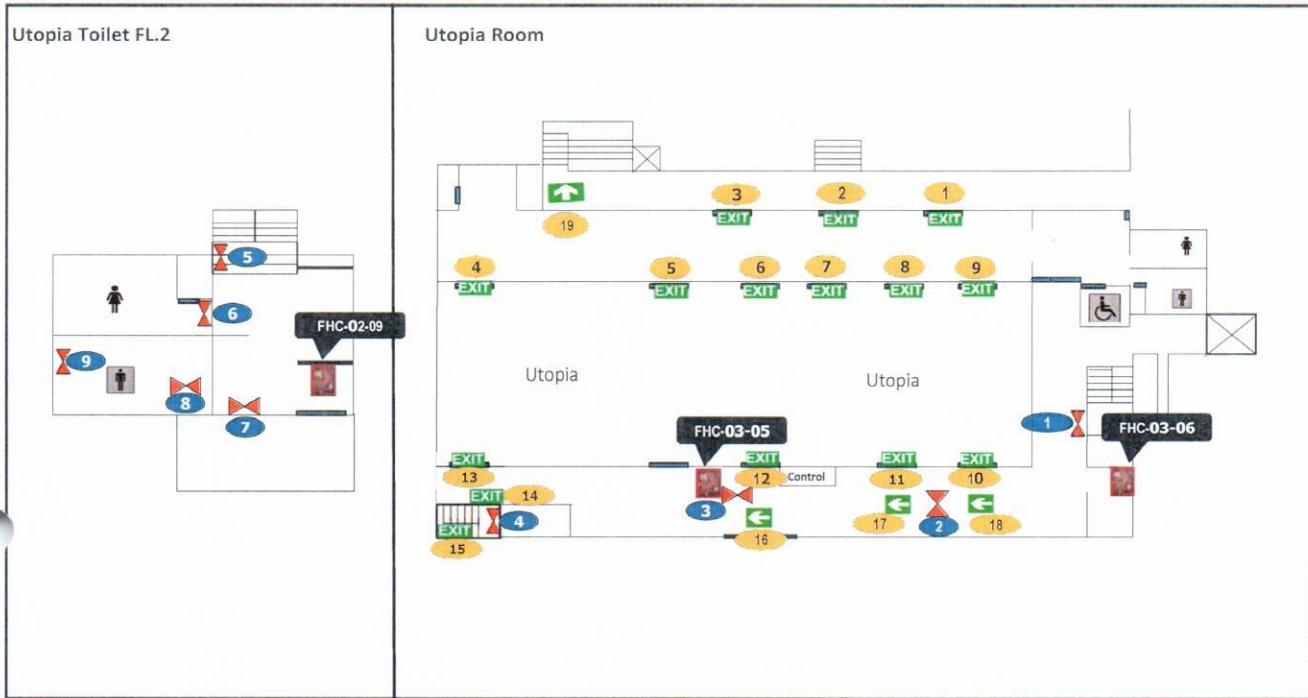 Utopia Toilet FL.2
5
6
FHC-02-09
9
8
7
Utopia Room
3
2
1
EXIT
EXIT
EXIT
19
4
5
6
7
8
9
EXIT
EXIT
EXIT
EXIT
EXIT
EXIT
Utopia
Utopia
1
FHC-03-05
FHC-03-06
EXIT
EXIT
EXIT
EXIT
13
12
Control
11
10
EXIT
14
3
4
17
2
18
EXIT
16
15